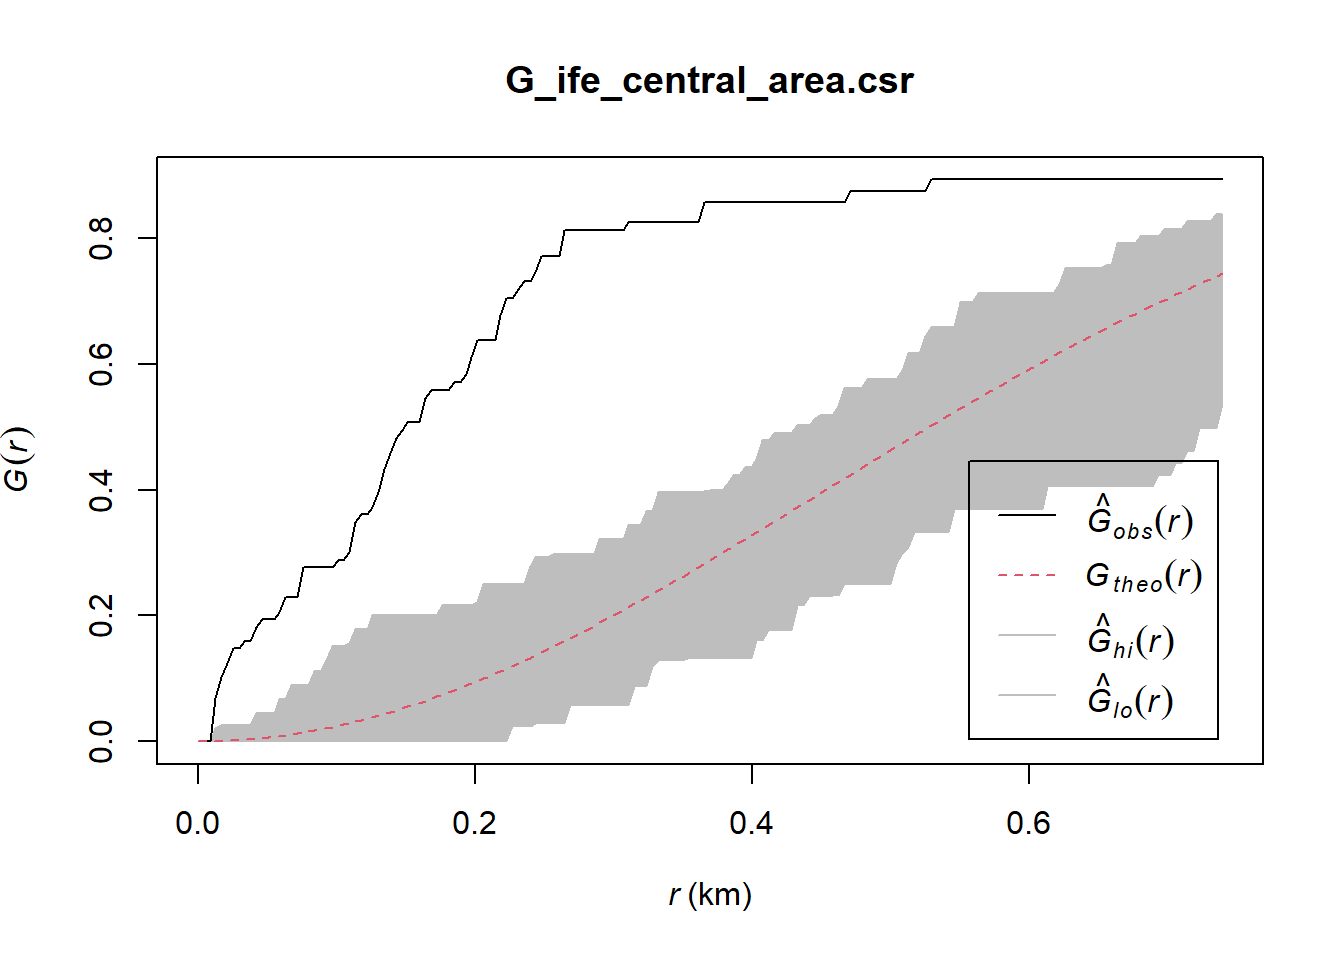 G_ife_central_area.csr
G(r)
0.8
0.6
0.4
0.2
0.0
Ĝobs(r)
Gtheo(r)
Ĝhi(r)
Ĝlo(r)
0.0 0.2 0.4 0.6
r (km)